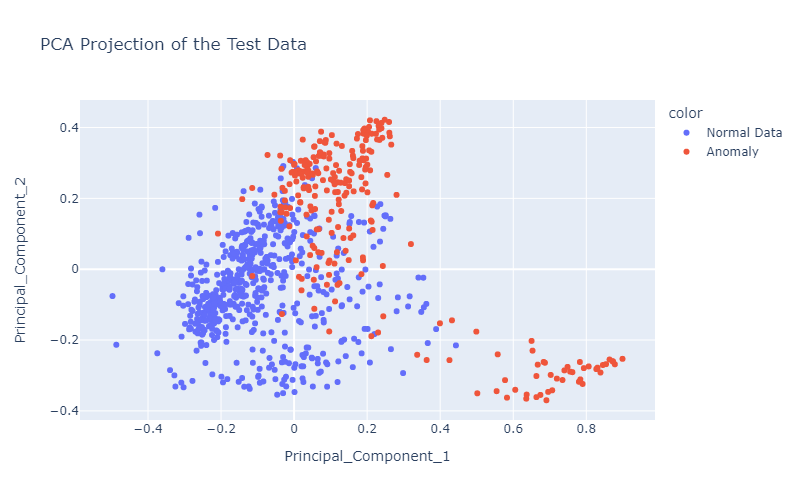 PCA Projection of the Test Data
color
Normal Data
Anomaly
Principal_Component_2
0.4
0.2
0
−0.2
−0.4
−0.4
−0.2
0
0.2
0.4
0.6
0.8
Principal_Component_1